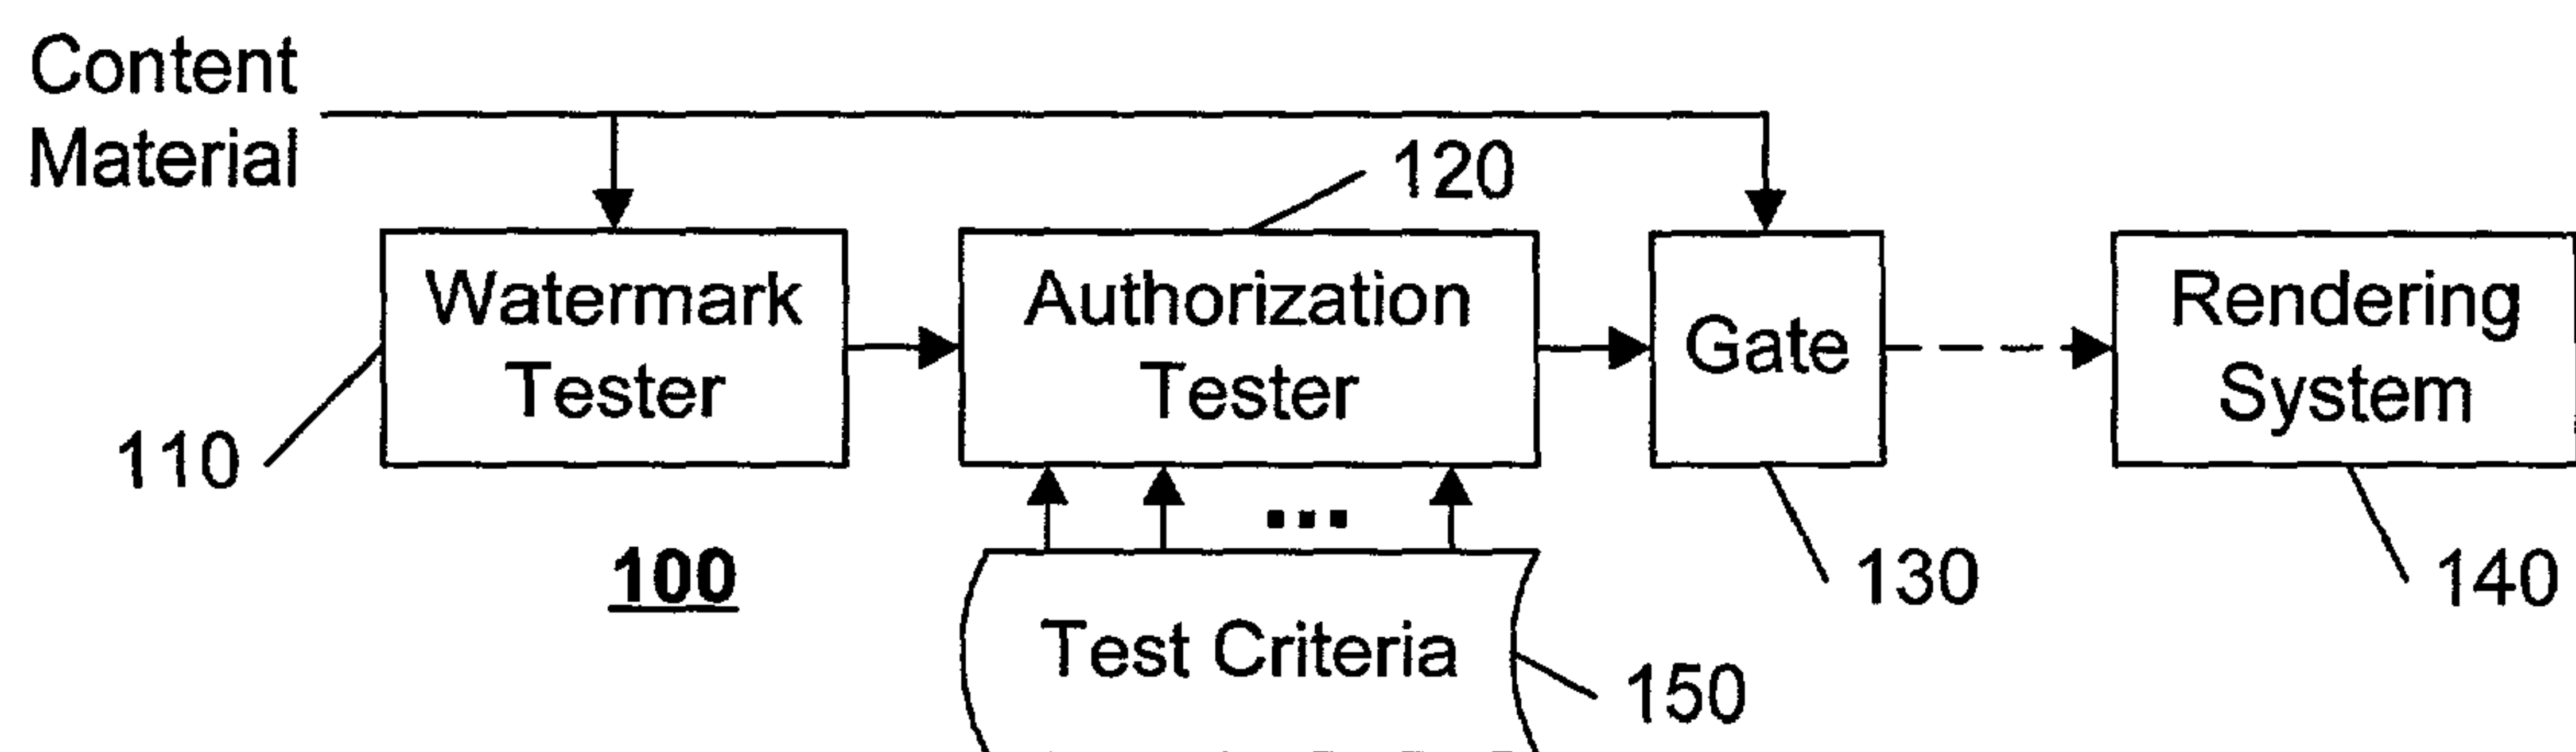 Content
Material
120
Watermark
Tester
Authorization
Tester
Gate
Rendering
System
110
100
...
130
140
Test Criteria
150